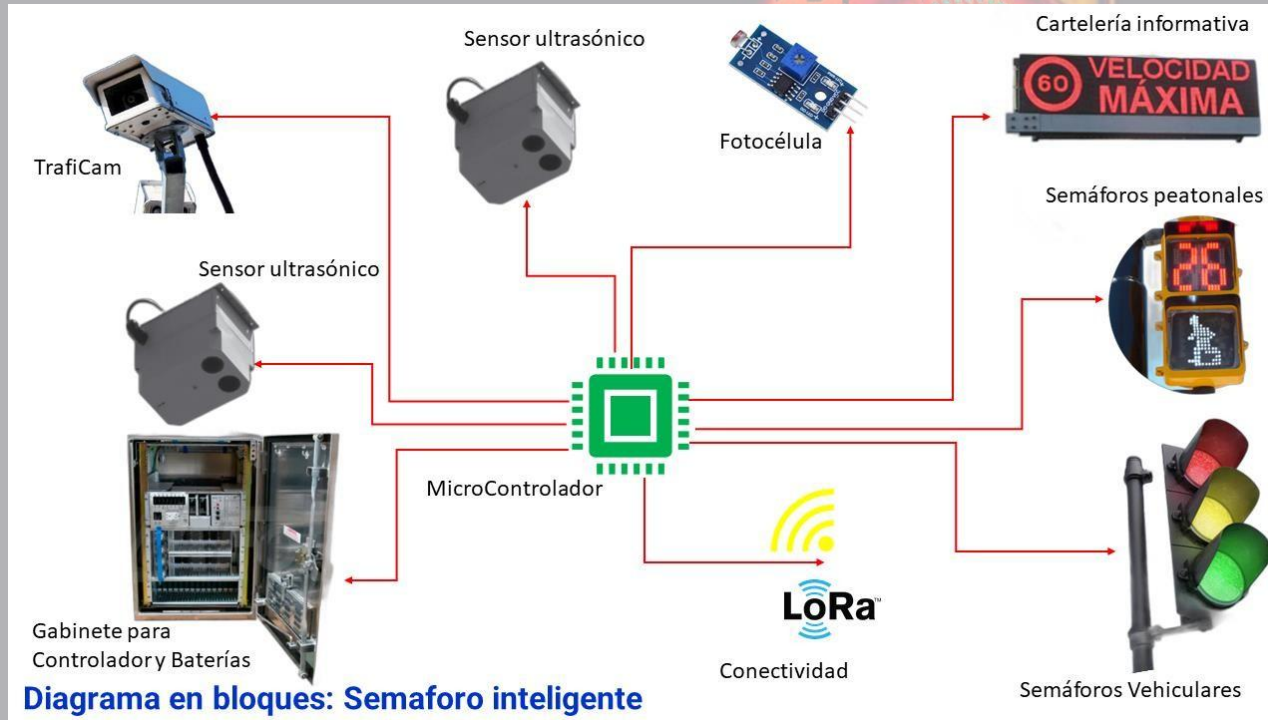 Cartelería informativa
Sensor ultrasónico
60
VELOCIDAD
MÁXIMA
Fotocélula
TrafiCam
Semáforos peatonales
26
Sensor ultrasónico
MicroControlador
LoRa™
Gabinete para
Controlador y Baterías
Conectividad
Semáforos Vehiculares
Diagrama en bloques: Semaforo inteligente